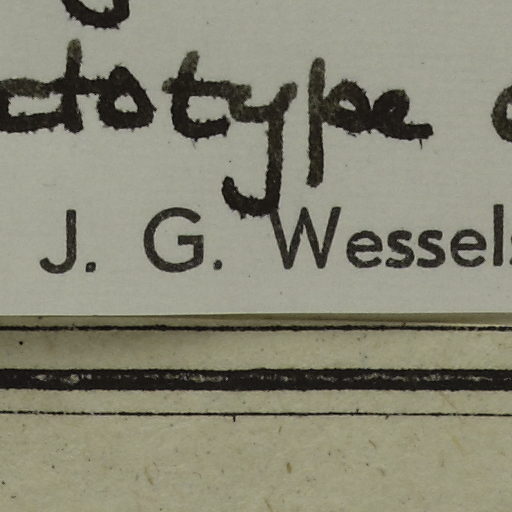 ctotype
J. G. Wessels